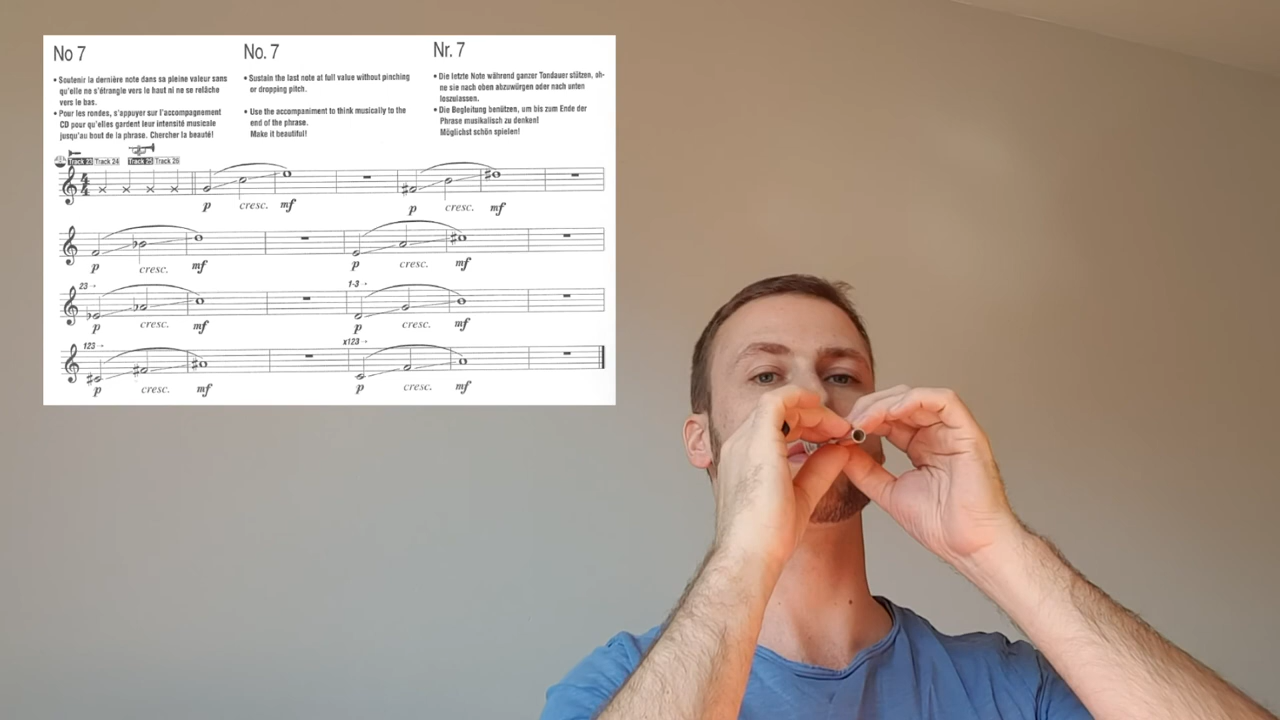 No 7
• Soutenir la dernière note dans sa pleine valeur sans
qu'elle ne s'étrangle vers le haut ni ne se relâche
vers le bas.
• Pour les rondes, s'appuyer sur l'accompagnement
CD pour qu'elles gardent leur intensité musicale
jusqu'au bout de la phrase. Chercher la beauté!
No. 7
• Sustain the last note at full value without pinching
or dropping pitch.
• Use the accompaniment to think musically to the
end of the phrase.
Make it beautiful!
Nr. 7
• Die letzte Note während ganzer Tondauer stützen, oh-
ne sie nach oben abzuwürgen oder nach unten
loszulassen.
• Die Begleitung benützen, um bis zum Ende der
Phrase musikalisch zu denken!
Möglichst schön spielen!
Track 23 Track 24 Track 25 Track 26
4
4
p cresc. mf p cresc. mf
p cresc. mf p cresc. mf
23 → 1-3 →
p cresc. mf p cresc. mf
123 → x123 →
p cresc. mf p cresc. mf